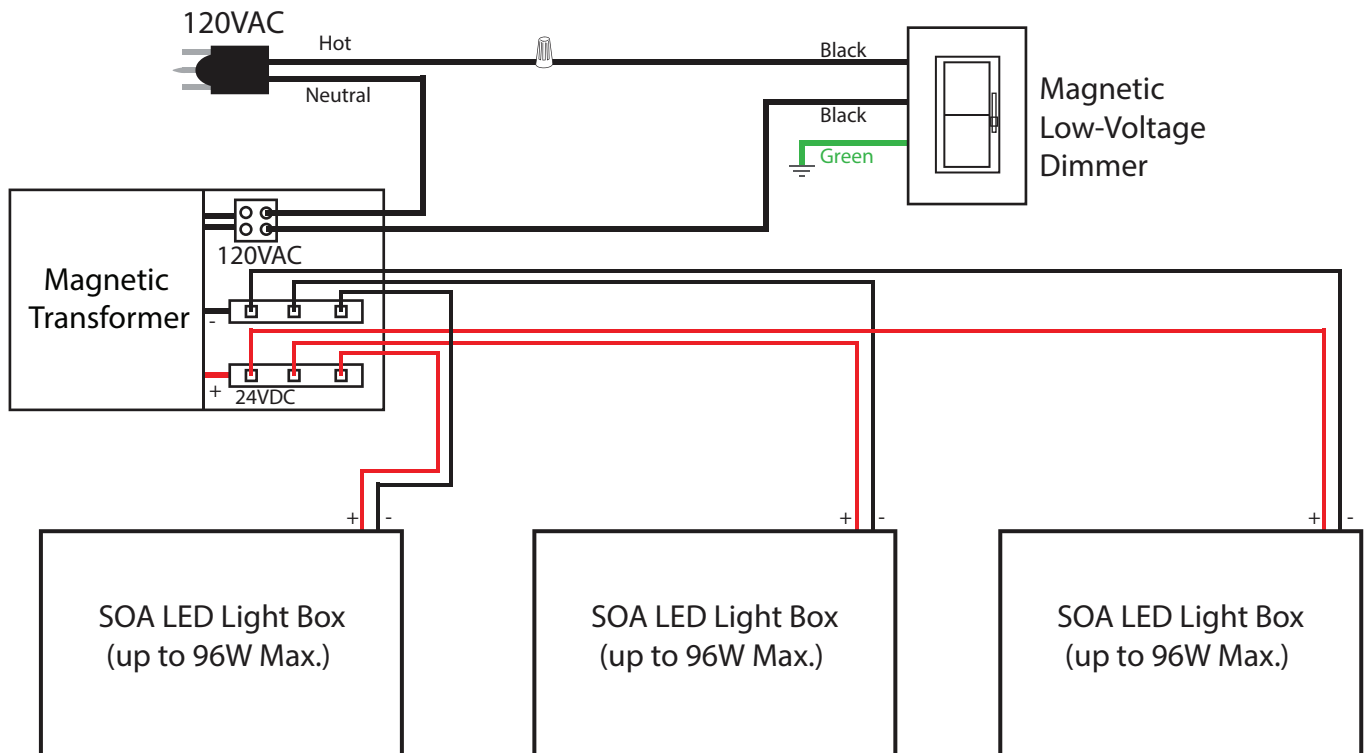 120VAC
Hot
Neutral
Black
Black
Green
Magnetic
Low-Voltage
Dimmer
120VAC
Magnetic
Transformer
-
+
24VDC
+ -
+ -
+ -
SOA LED Light Box
(up to 96W Max.)
SOA LED Light Box
(up to 96W Max.)
SOA LED Light Box
(up to 96W Max.)